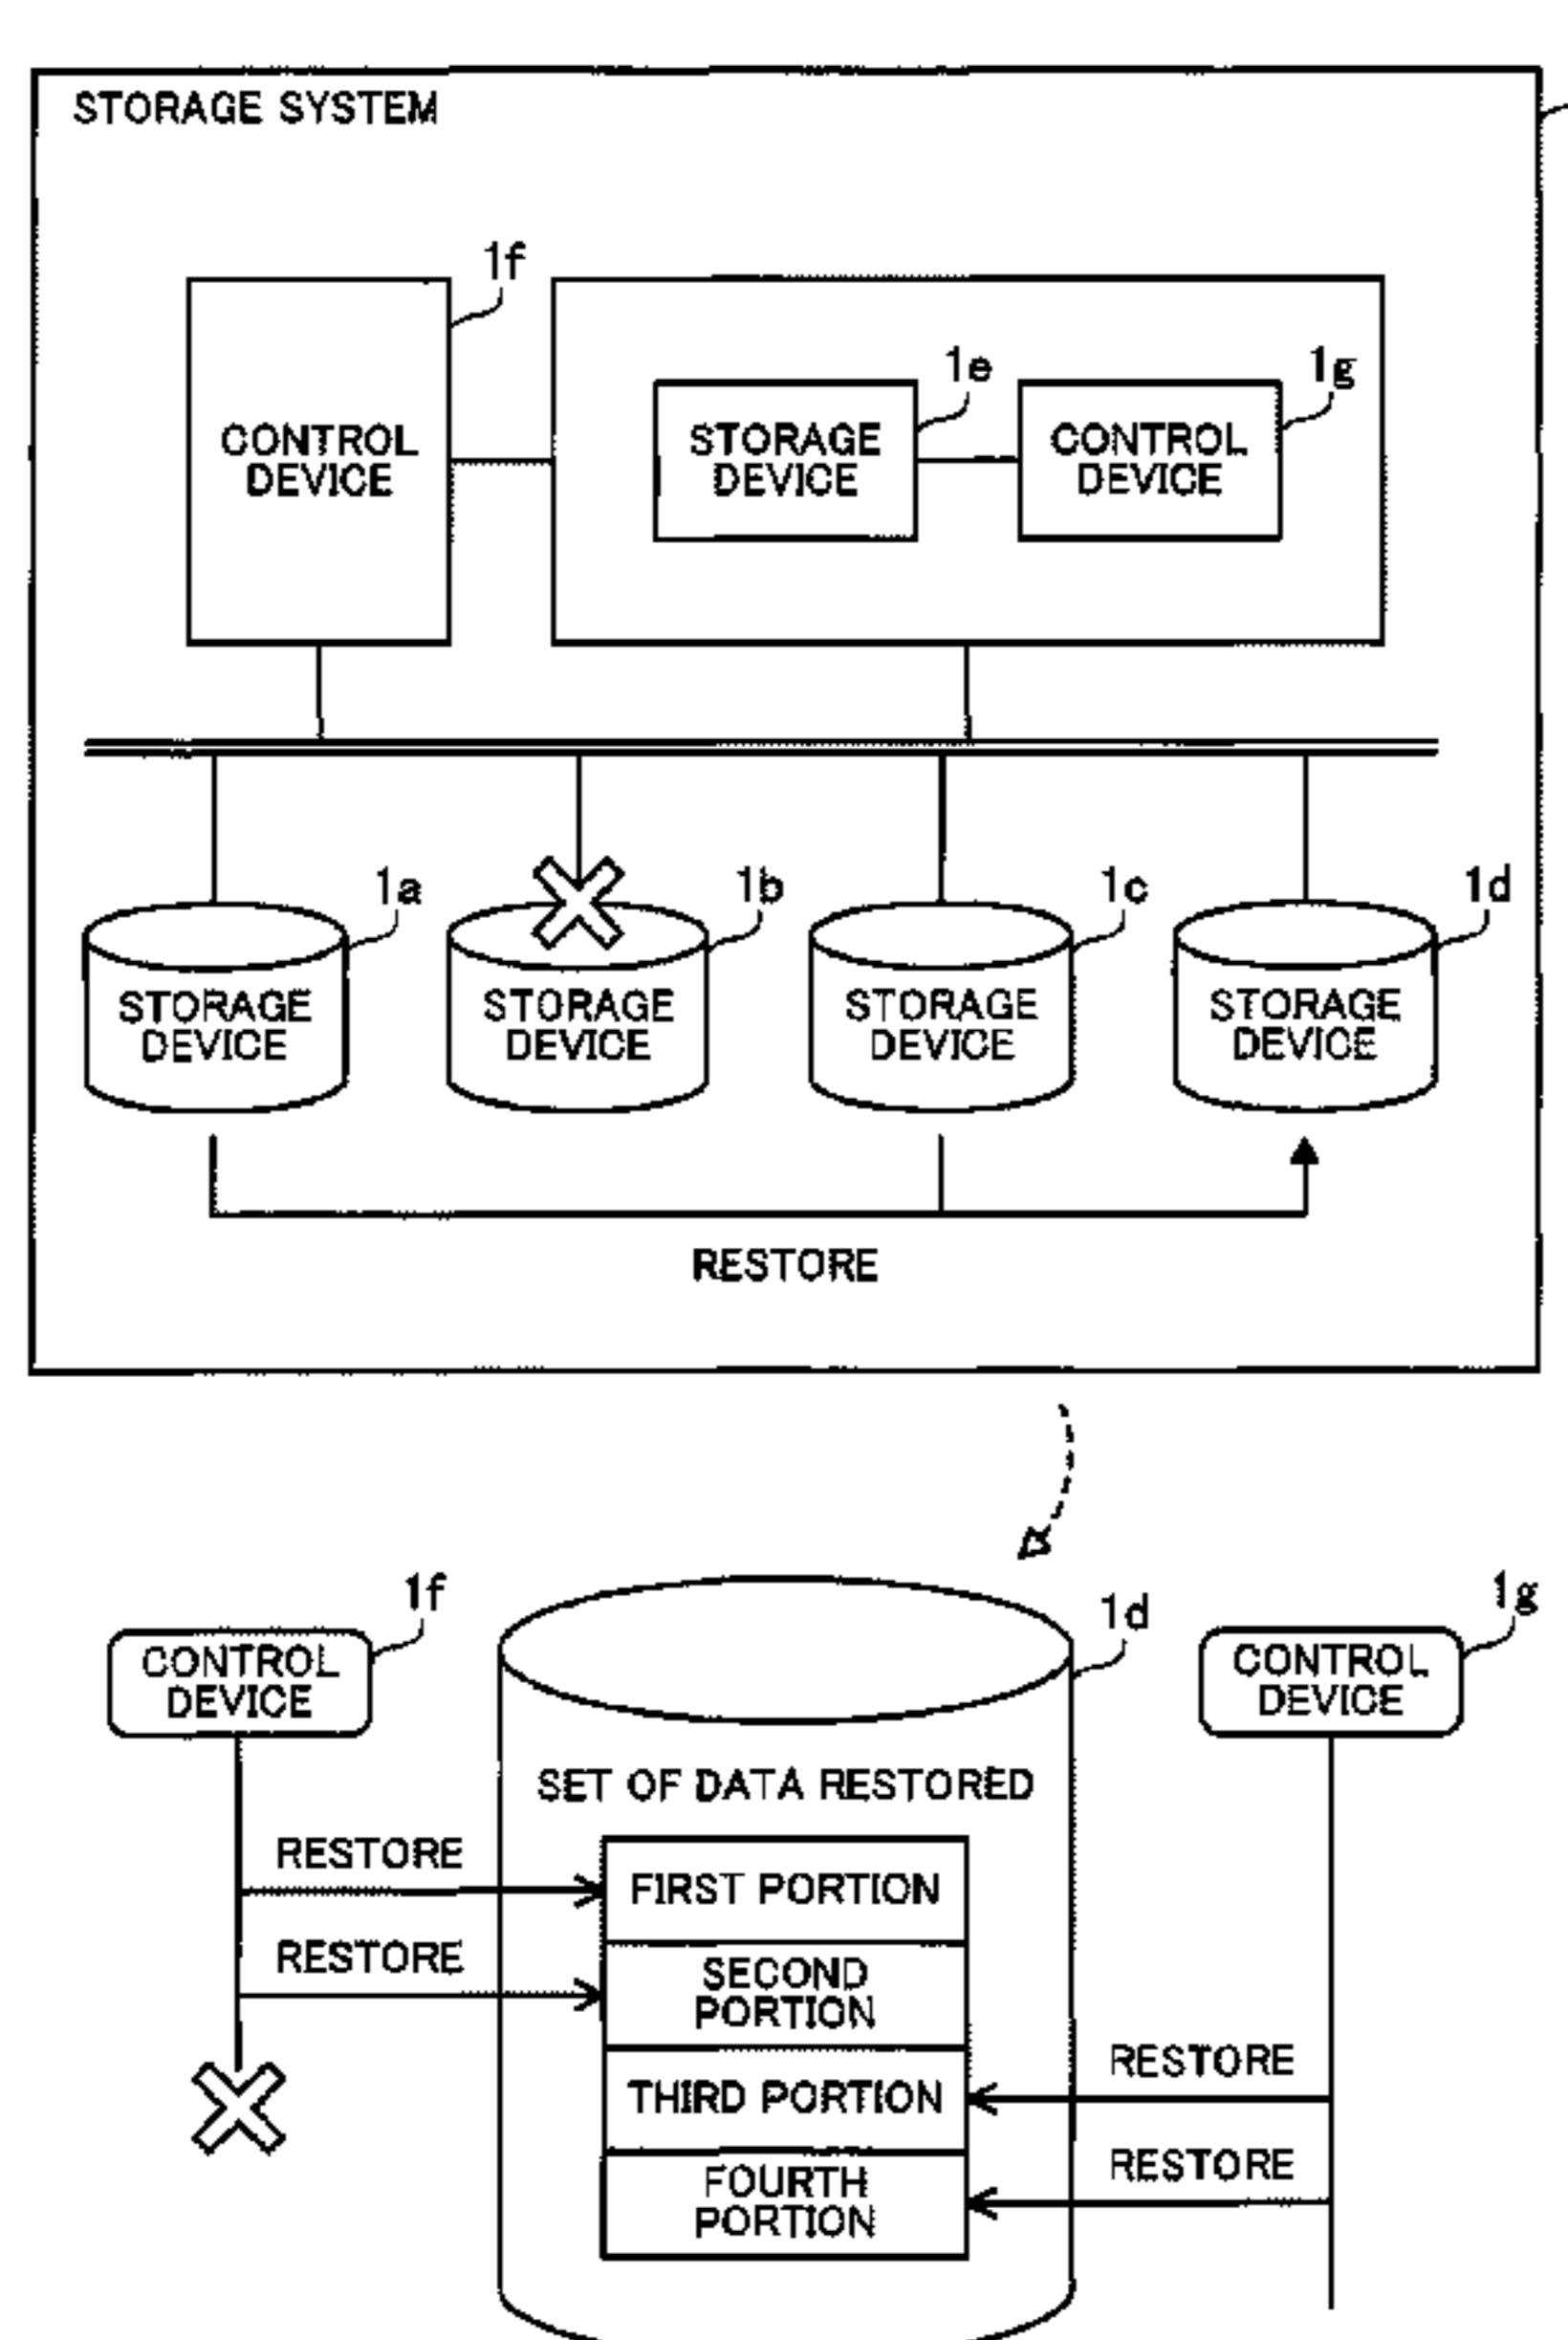 STORAGE SYSTEM
1f
1e
1g
CONTROL
DEVICE
STORAGE
DEVICE
CONTROL
DEVICE
1a
1b
1c
1d
STORAGE
DEVICE
STORAGE
DEVICE
STORAGE
DEVICE
STORAGE
DEVICE
RESTORE
1f
1d
1g
CONTROL
DEVICE
CONTROL
DEVICE
SET OF DATA RESTORED
RESTORE
FIRST PORTION
RESTORE
SECOND
PORTION
RESTORE
THIRD PORTION
RESTORE
FOURTH
PORTION